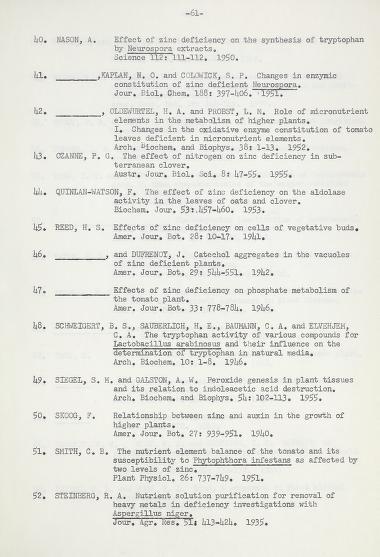 -61-
40. NASON, A. Effect of zinc deficiency on the synthesis of tryptophan
by Neurospora extracts.
Science 112: 111-112. 1950.
41. ________, KAPLAN, N. O. and COLOWICK, S. P. Changes in enzymic
constitution of zinc deficient Neurospora.
Jour. Biol. Chem. 188: 397-406. 1951.
42. ________, OLDEWURTEL, H. A. and PROBST, L. M. Role of micronutrient
elements in the metabolism of higher plants.
I. Changes in the oxidative enzyme constitution of tomato
leaves deficient in micronutrient elements.
Arch. Biochem. and Biophys. 38: 1-13. 1952.
43. OZANNE, P. G. The effect of nitrogen on zinc deficiency in sub-
terranean clover.
Austr. Jour. Biol. Sci. 8: 47-55. 1955.
44. QUINLAN-WATSON, F. The effect of zinc deficiency on the aldolase
activity in the leaves of oats and clover.
Biochem. Jour. 53: 457-460. 1953.
45. REED, H. S. Effects of zinc deficiency on cells of vegetative buds.
Amer. Jour. Bot. 28: 10-17. 1941.
46. ________, and DUFRENOY, J. Catechol aggregates in the vacuoles
of zinc deficient plants.
Amer. Jour. Bot. 29: 544-551. 1942.
47. ________ Effects of zinc deficiency on phosphate metabolism of
the tomato plant.
Amer. Jour. Bot. 33: 778-784. 1946.
48. SCHWEIGERT, B. S., SAUBERLICH, H. E., BAUMANN, C. A. and ELVEHJEM,
C. A. The tryptophan activity of various compounds for
Lactobacillus arabinosus and their influence on the
determination of tryptophan in natural media.
Arch. Biochem. 10: 1-8. 1946.
49. SIEGEL, S. M. and GALSTON, A. W. Peroxide genesis in plant tissues
and its relation to indoleacetic acid destruction.
Arch. Biochem. and Biophys. 54: 102-113. 1955.
50. SKOOG, F. Relationship between zinc and auxin in the growth of
higher plants.
Amer. Jour. Bot. 27: 939-951. 1940.
51. SMITH, C. B. The nutrient element balance of the tomato and its
susceptibility to Phytophthora infestans as affected by
two levels of zinc.
Plant Physiol. 26: 737-749. 1951.
52. STEINBERG, R. A. Nutrient solution purification for removal of
heavy metals in deficiency investigations with
Aspergillus niger.
Jour. Agr. Res. 51: 413-424. 1935.